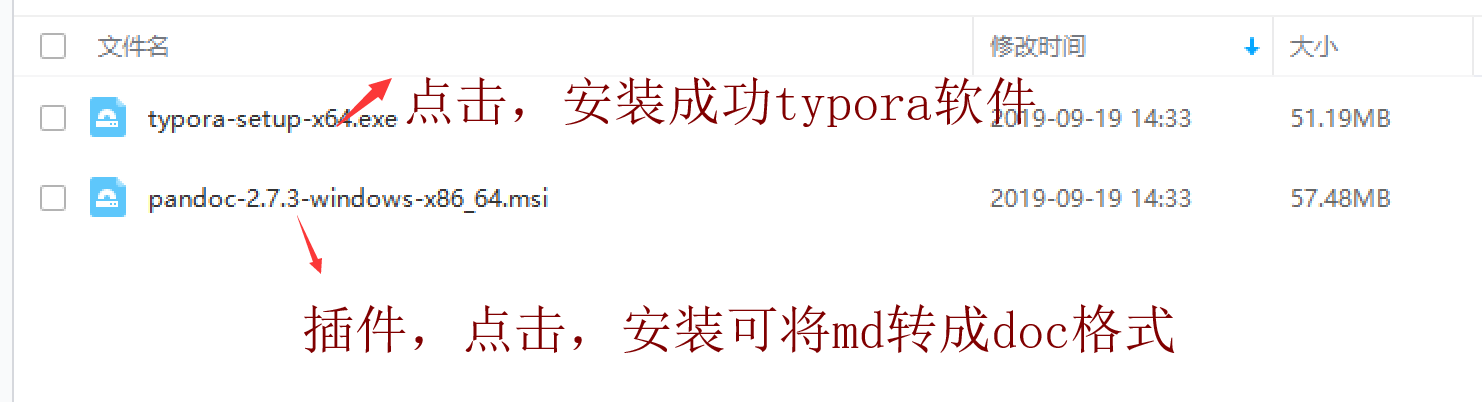 文件名 修改时间 大小
typora-setup-x64.exe 点击，安装成功typora软件 2019-09-19 14:33 51.19MB
pandoc-2.7.3-windows-x86_64.msi 2019-09-19 14:33 57.48MB
插件，点击，安装可将md转成doc格式